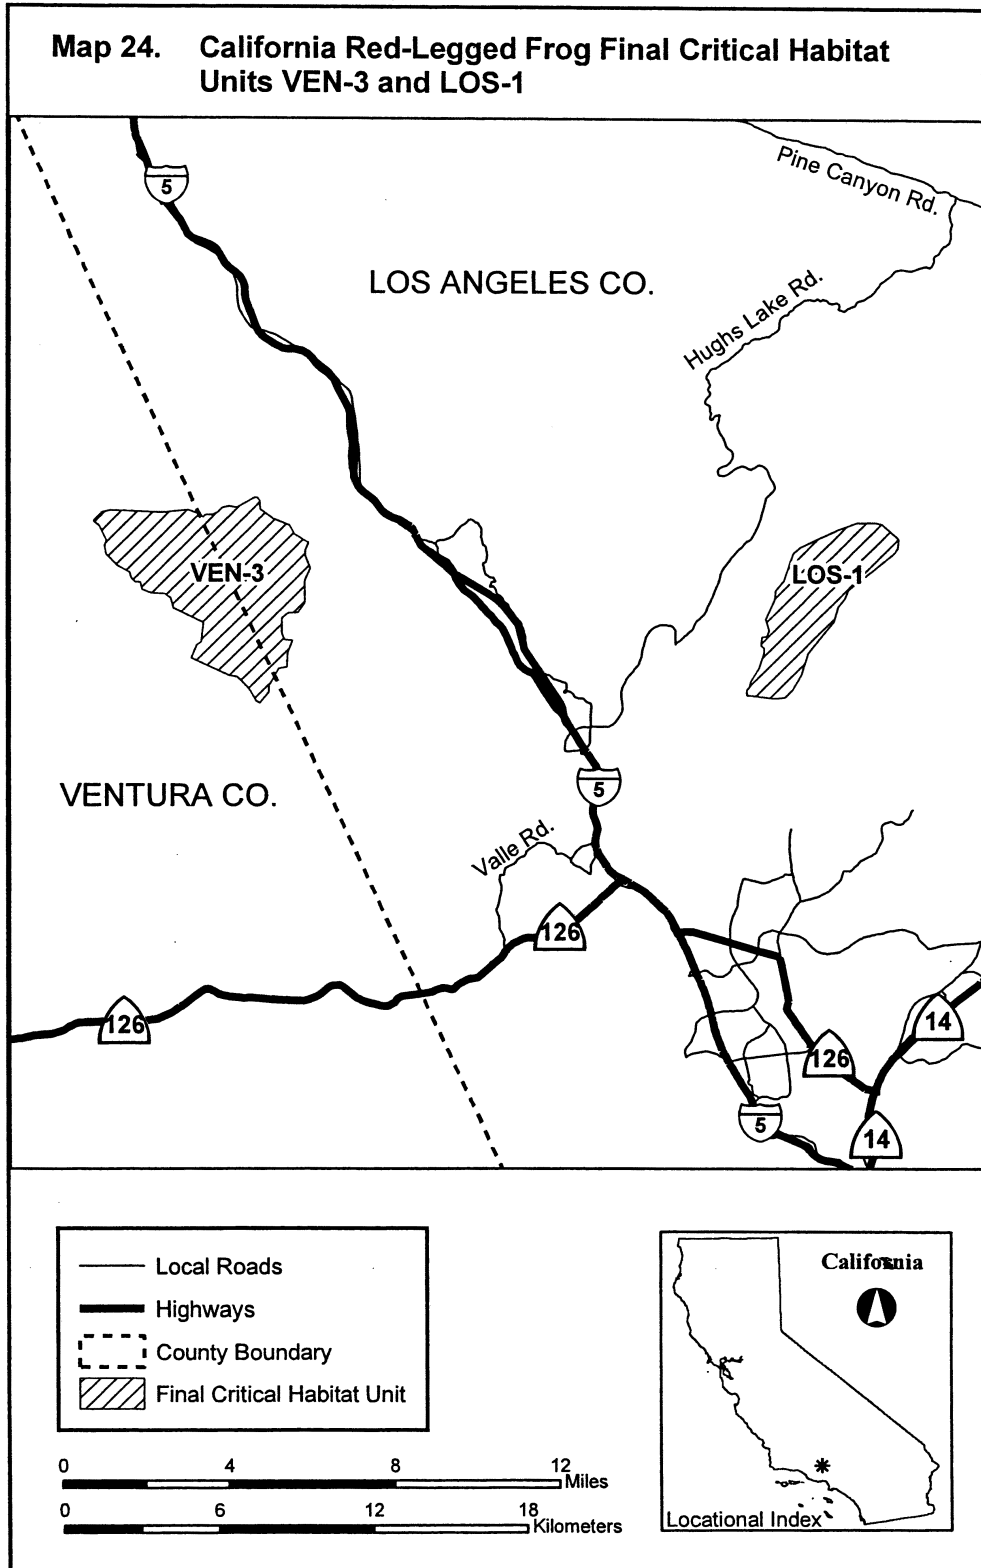 Map 24. California Red-Legged Frog Final Critical Habitat
Units VEN-3 and LOS-1
Pine Canyon Rd.
5
LOS ANGELES CO.
Hughs Lake Rd.
VEN-3
LOS-1
VENTURA CO.
5
Valle Rd.
126
126
14
126
5
14
Local Roads
Highways
County Boundary
Final Critical Habitat Unit
0 4 8 12
Miles
0 6 12 18
Kilometers
California
Locational Index